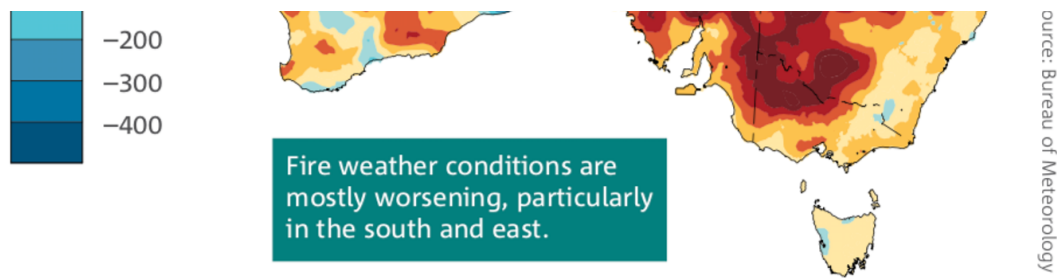 −200
−300
−400
Fire weather conditions are
mostly worsening, particularly
in the south and east.
ource: Bureau of Meteorology